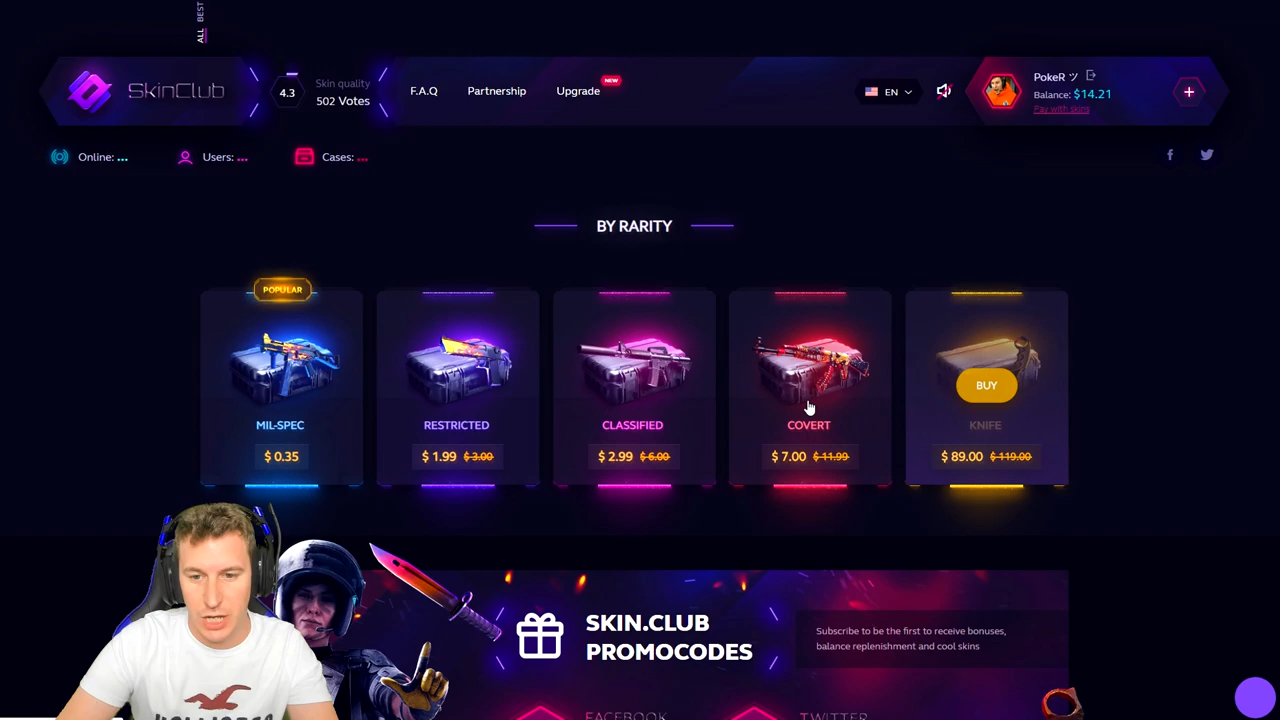 ALL BEST
SkinClub
4.3
Skin quality
502 Votes
F.A.Q
Partnership
Upgrade
NEW
EN
PokeR ツ
Balance: $14.21
Pay with skins
+
Online: ...
Users: ...
Cases: ...
BY RARITY
POPULAR
BUY
MIL-SPEC
RESTRICTED
CLASSIFIED
COVERT
KNIFE
$ 0.35
$ 1.99 $ 3.00
$ 2.99 $ 6.00
$ 7.00 $ 11.99
$ 89.00 $ 119.00
SKIN.CLUB
PROMOCODES
Subscribe to be the first to receive bonuses,
balance replenishment and cool skins
FACEBOOK
TWITTER